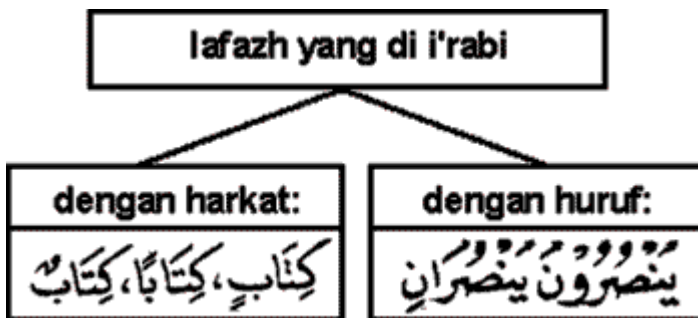 lafazh yang di i'rabi
dengan harkat:
dengan huruf:
كِتَابٍ، كِتَابًا، كِتَابٌ
يَنْصُرُوْنَ يَنْصُرَانِ